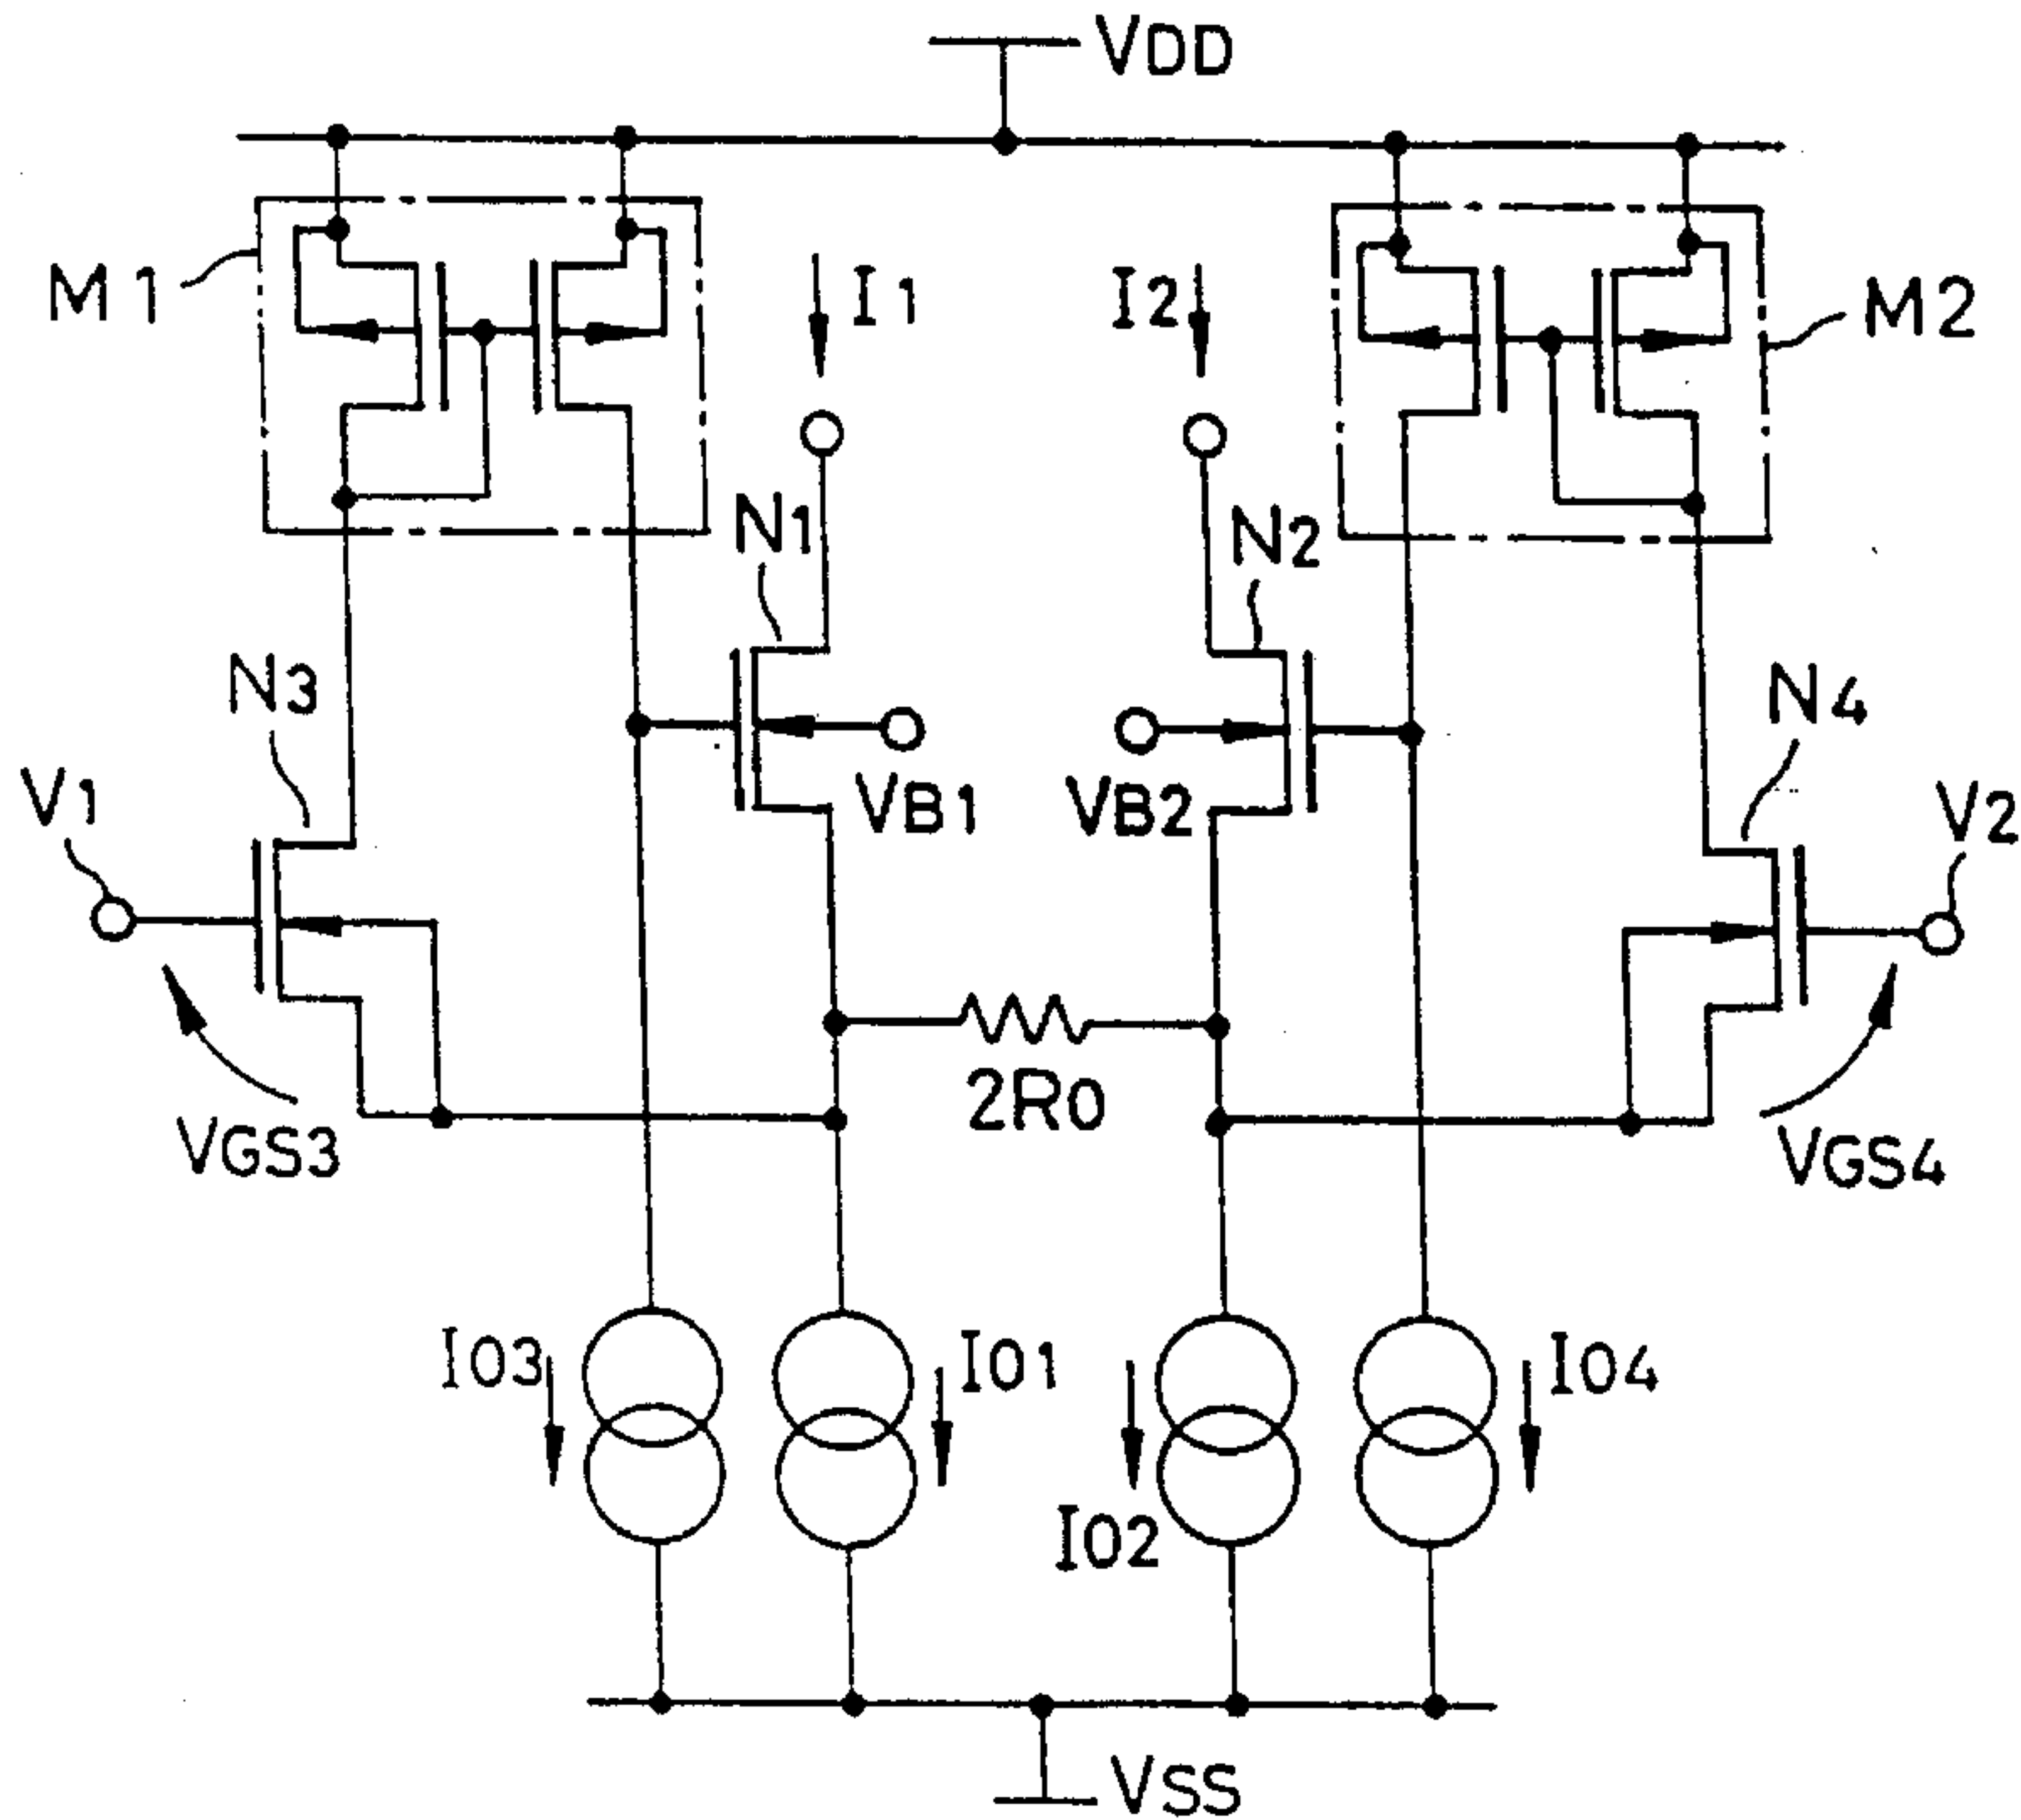 VDD
M1
I1
I2
M2
N1
N2
N3
N4
V1
VB1
VB2
V2
2R0
VGS3
VGS4
I03
I01
I04
I02
VSS